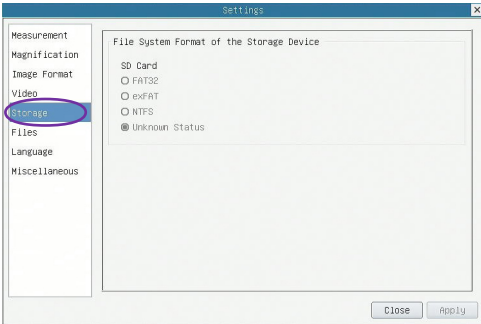 Settings
Measurement
Magnification
Image Format
Video
Storage
Files
Language
Miscellaneous
File System Format of the Storage Device
SD Card
FAT32
exFAT
NTFS
Unknown Status
Close
Apply